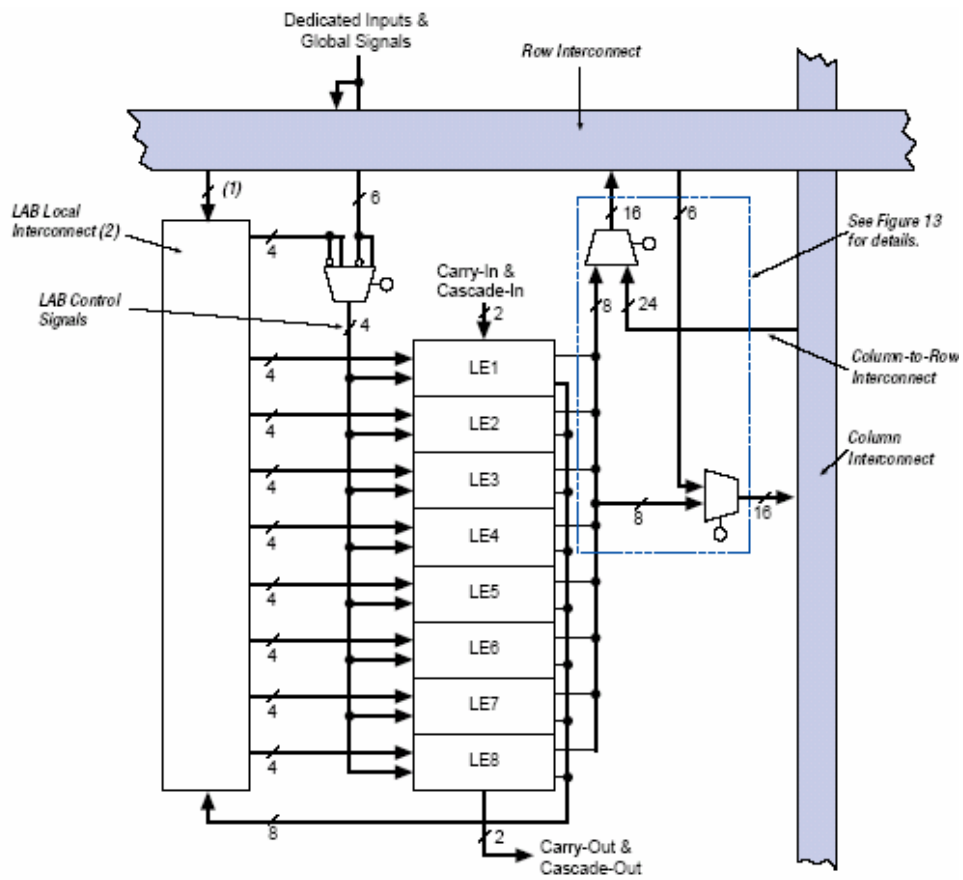 Dedicated Inputs &
Global Signals
Row Interconnect
(1)
6
16
6
LAB Local
Interconnect (2)
See Figure 13
for details.
4
Carry-In &
Cascade-In
8
24
LAB Control
Signals
4
2
Column-to-Row
Interconnect
LE1
4
LE2
4
Column
Interconnect
LE3
4
8
16
LE4
4
LE5
4
LE6
4
LE7
4
LE8
4
8
2
Carry-Out &
Cascade-Out